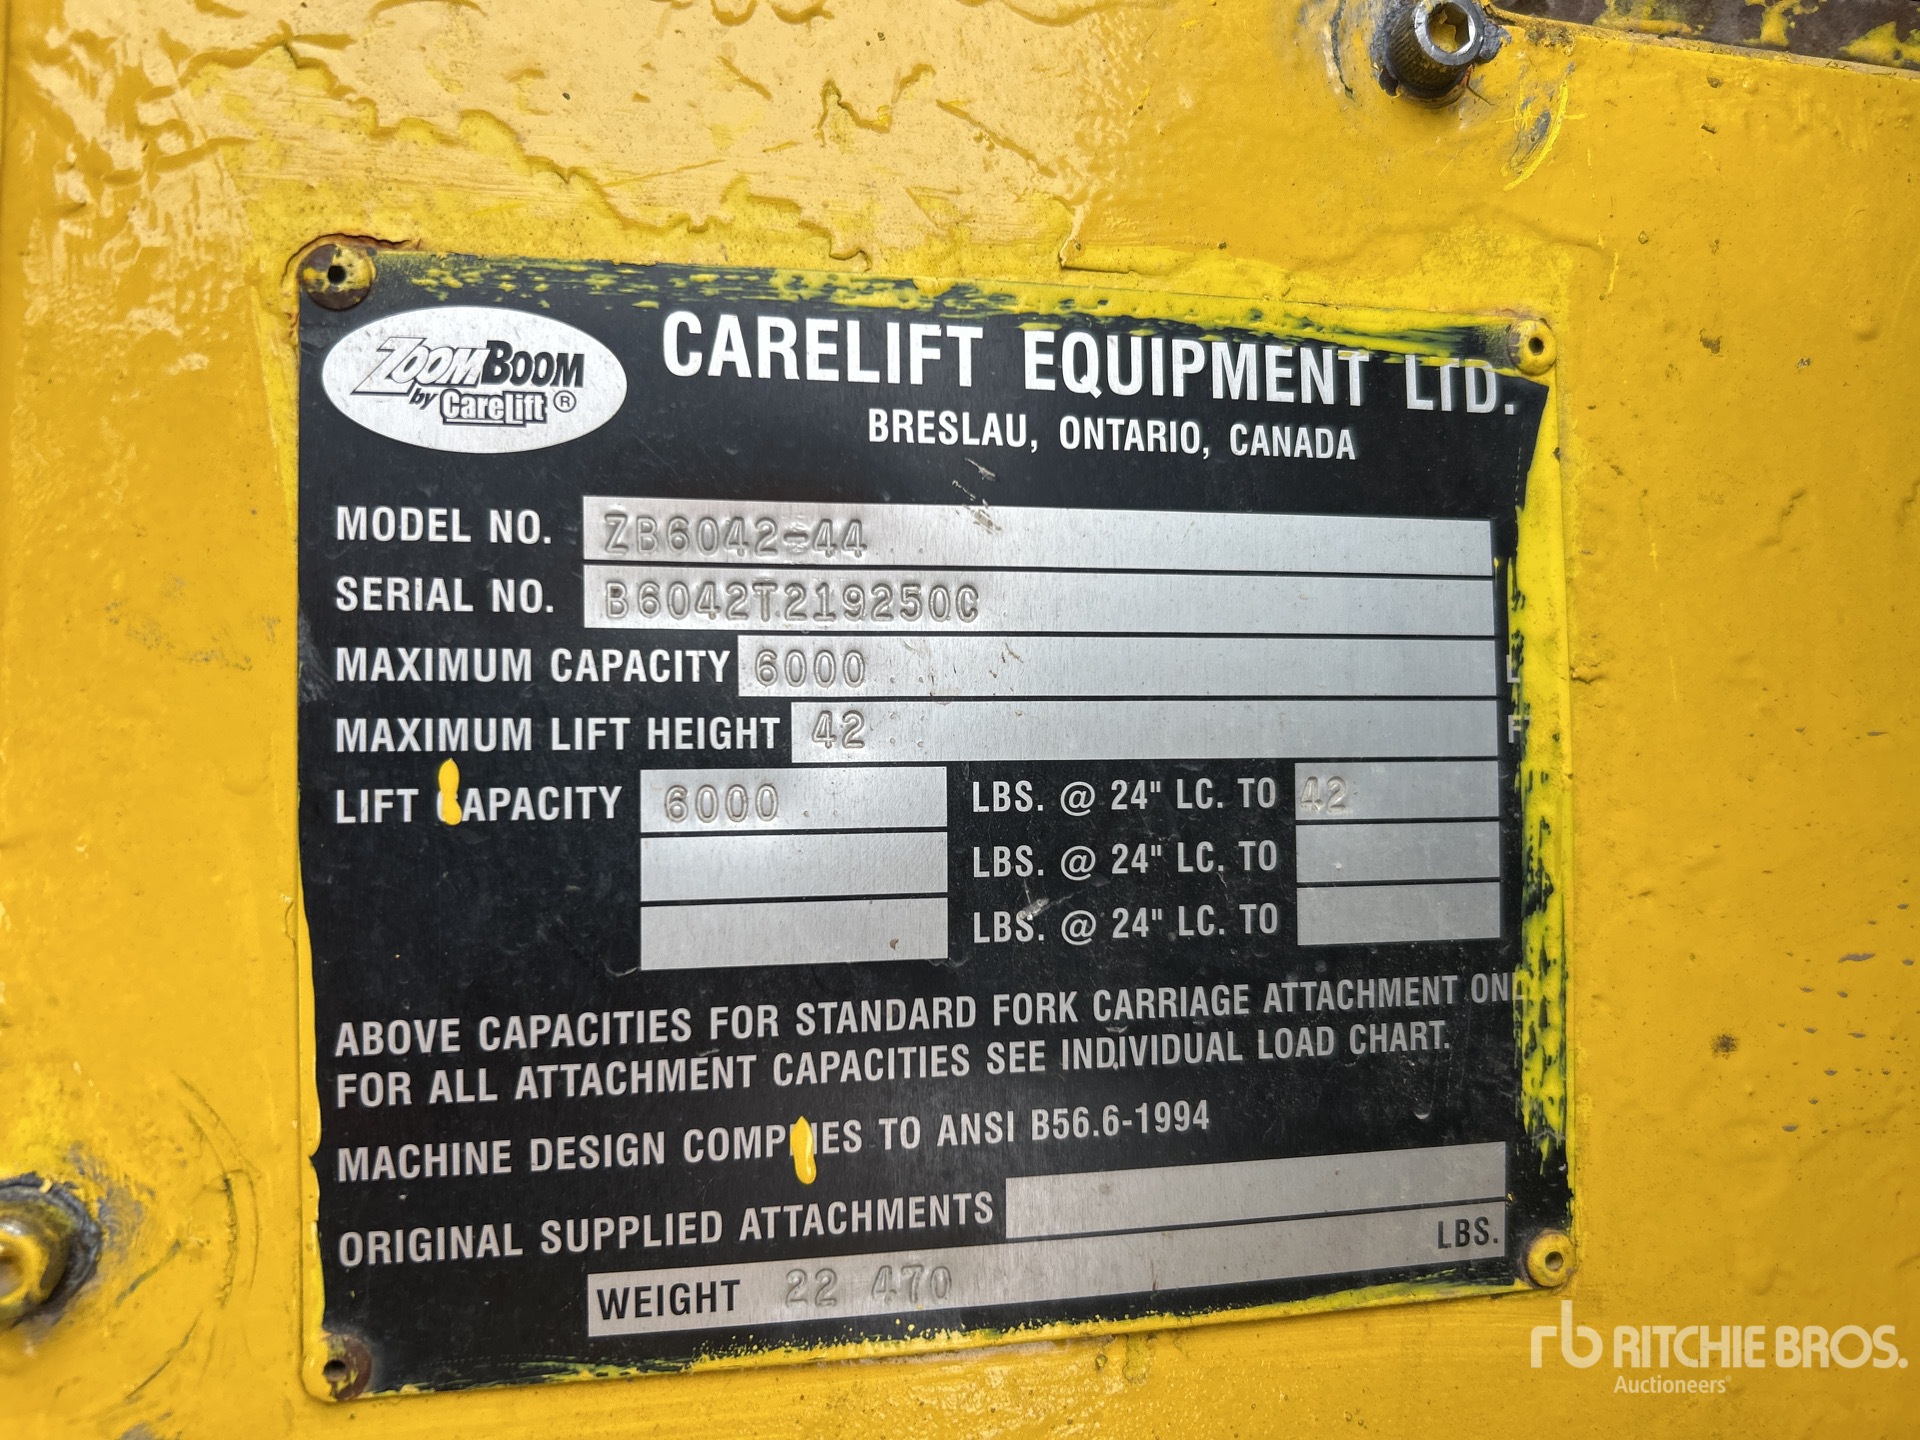 ZOOMBOOM
by CareLift ®
CARELIFT EQUIPMENT LTD.
BRESLAU, ONTARIO, CANADA
MODEL NO. ZB6042-44
SERIAL NO. B6042T219250C
MAXIMUM CAPACITY 6000 L
MAXIMUM LIFT HEIGHT 42 F
LIFT CAPACITY 6000 LBS. @ 24" LC. TO 42
LBS. @ 24" LC. TO
LBS. @ 24" LC. TO
ABOVE CAPACITIES FOR STANDARD FORK CARRIAGE ATTACHMENT ONL
FOR ALL ATTACHMENT CAPACITIES SEE INDIVIDUAL LOAD CHART.
MACHINE DESIGN COMPLIES TO ANSI B56.6-1994
ORIGINAL SUPPLIED ATTACHMENTS
WEIGHT 22 470 LBS.
rb RITCHIE BROS.
Auctioneers